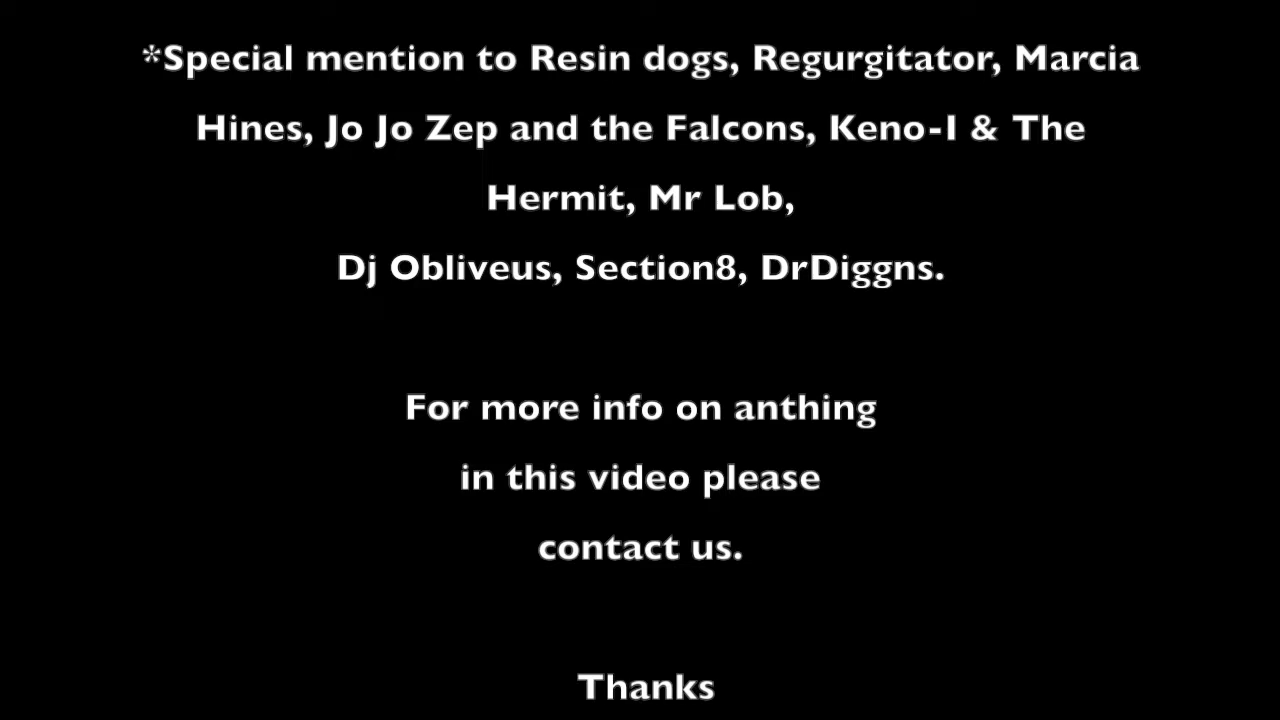 *Special mention to Resin dogs, Regurgitator, Marcia
Hines, Jo Jo Zep and the Falcons, Keno-I & The
Hermit, Mr Lob,
Dj Obliveus, Section8, DrDiggns.
For more info on anthing
in this video please
contact us.
Thanks